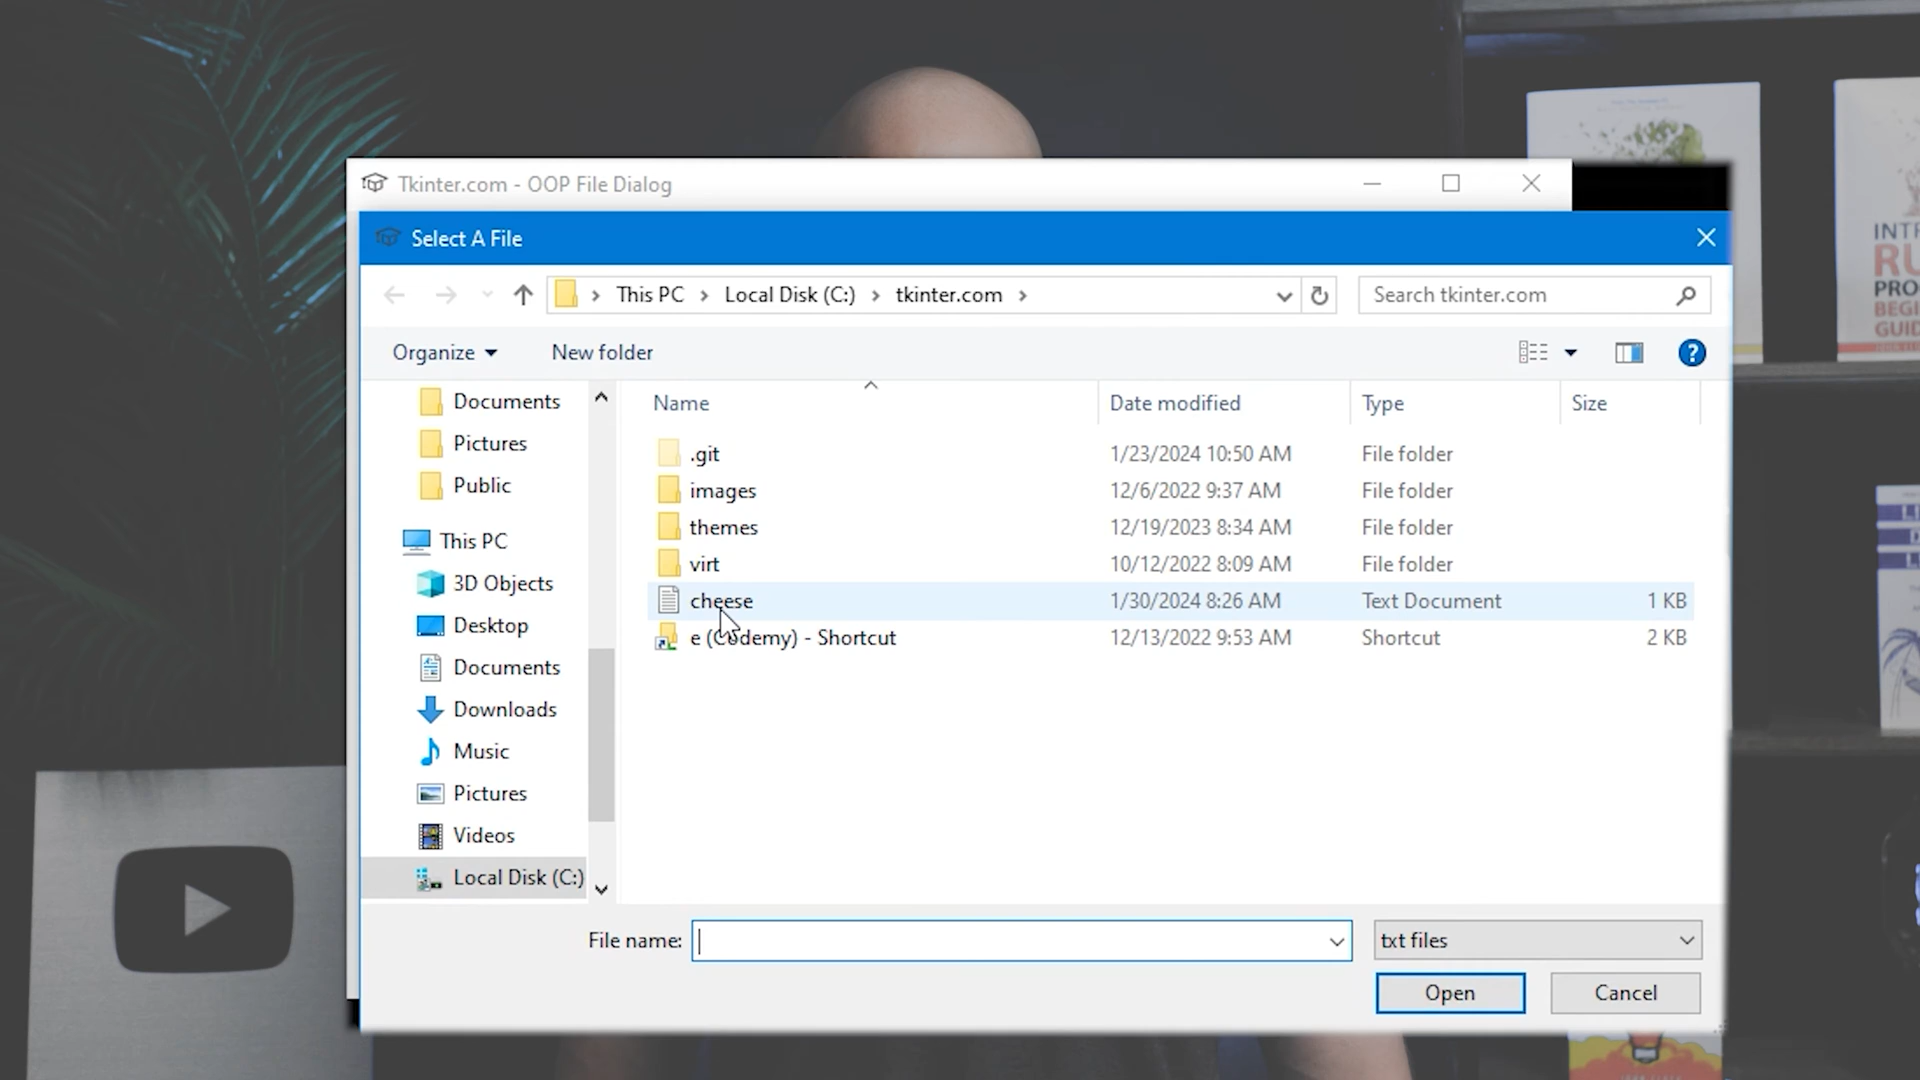 Tkinter.com - OOP File Dialog
Select A File
This PC > Local Disk (C:) > tkinter.com >
Search tkinter.com
Organize
New folder
Name
Date modified
Type
Size
Documents
Pictures
Public
This PC
3D Objects
Desktop
Documents
Downloads
Music
Pictures
Videos
Local Disk (C:)
.git 1/23/2024 10:50 AM File folder
images 12/6/2022 9:37 AM File folder
themes 12/19/2023 8:34 AM File folder
virt 10/12/2022 8:09 AM File folder
cheese 1/30/2024 8:26 AM Text Document 1 KB
e (Codemy) - Shortcut 12/13/2022 9:53 AM Shortcut 2 KB
File name:
txt files
Open
Cancel